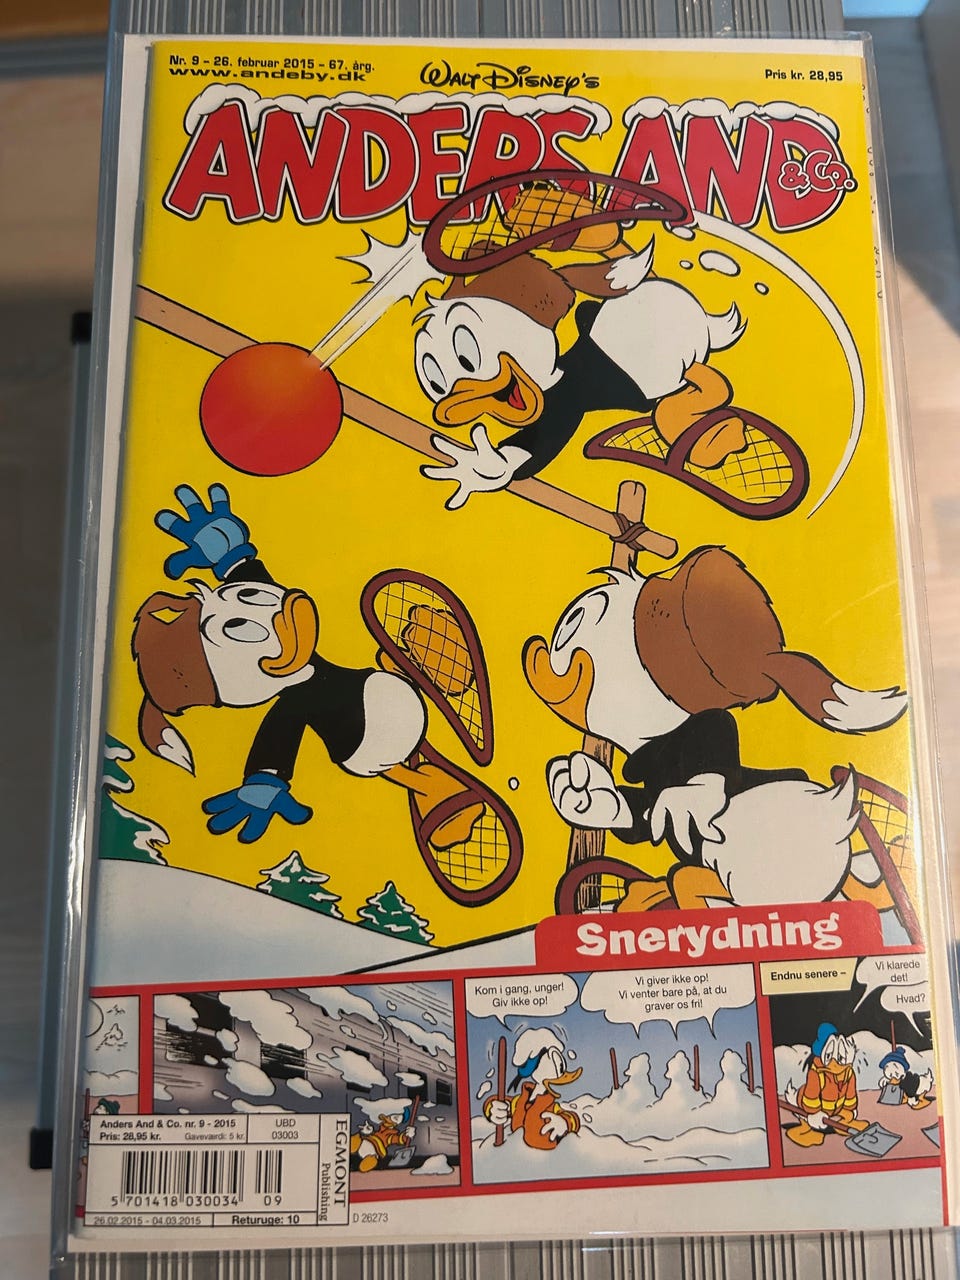 Nr. 9 - 26. februar 2015 - 67. årg.
www.andeby.dk
WALT DISNEY'S
Pris kr. 28,95
ANDERS AND
& Co.
Snerydning
Kom i gang, unger!
Giv ikke op!
Vi giver ikke op!
Vi venter bare på, at du
graver os fri!
Endnu senere –
Vi klarede
det!
Hvad?
Anders And & Co. nr. 9 - 2015
Pris: 28,95 kr.
Gaveværdi: 5 kr.
UBD
03003
EGMONT
Publishing
5 701418 030034 09
26.02.2015 - 04.03.2015
Returuge: 10
D 26273